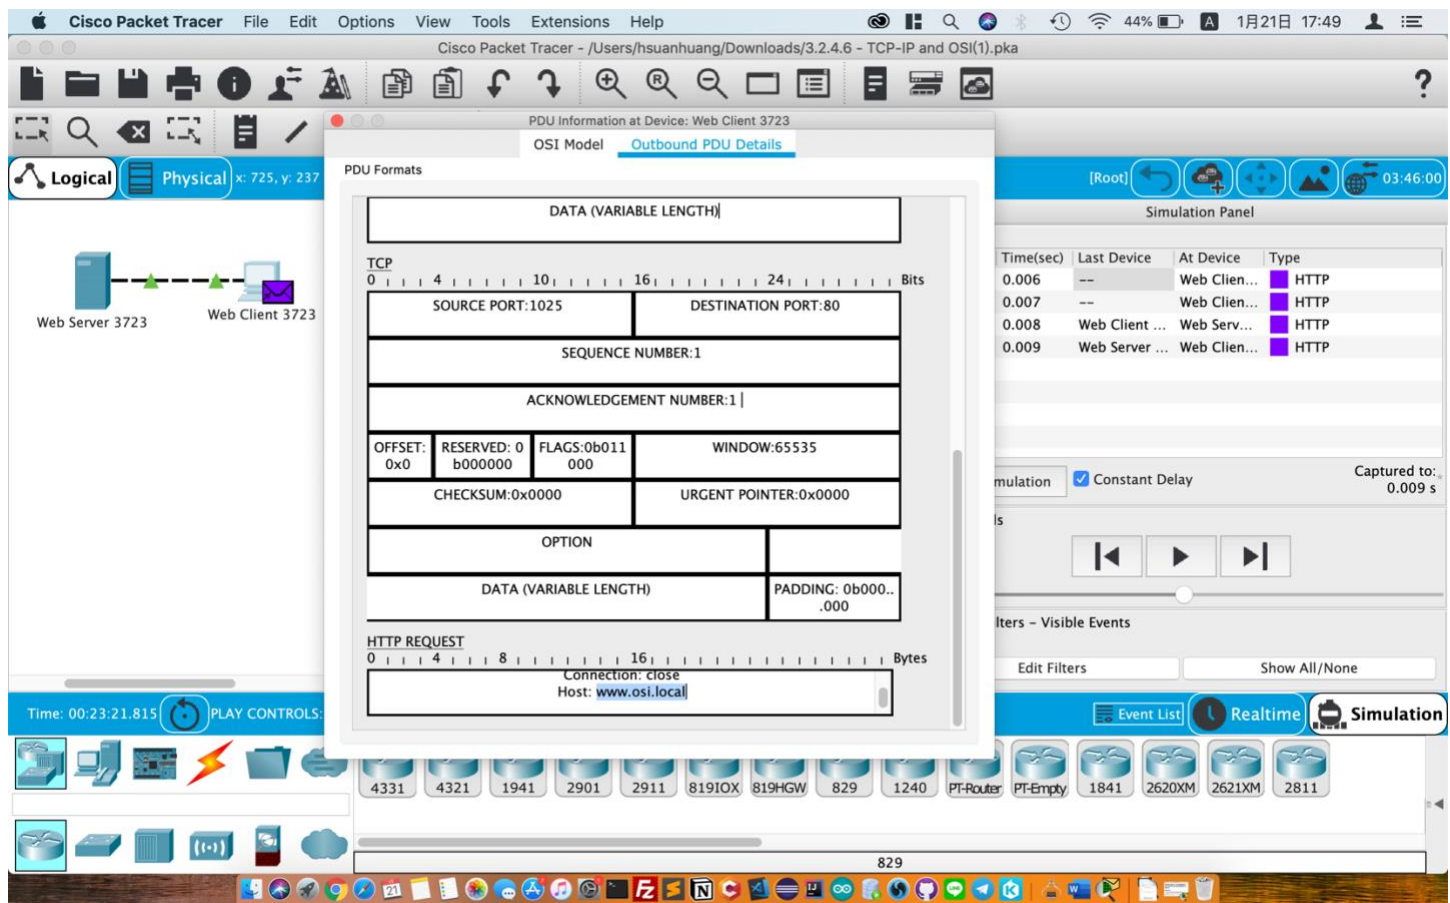 Cisco Packet Tracer File Edit Options View Tools Extensions Help 44% A 1月21日 17:49
Cisco Packet Tracer - /Users/hsuanhuang/Downloads/3.2.4.6 - TCP-IP and OSI(1).pka
?
PDU Information at Device: Web Client 3723
OSI Model Outbound PDU Details
PDU Formats
Logical Physical x: 725, y: 237 [Root] 03:46:00
Simulation Panel
DATA (VARIABLE LENGTH)
TCP
0 4 10 16 24 Bits
SOURCE PORT:1025 DESTINATION PORT:80
SEQUENCE NUMBER:1
ACKNOWLEDGEMENT NUMBER:1
OFFSET: RESERVED: 0 FLAGS:0b011 WINDOW:65535
0x0 b000000 000
CHECKSUM:0x0000 URGENT POINTER:0x0000
OPTION
DATA (VARIABLE LENGTH) PADDING: 0b000..
.000
HTTP REQUEST
0 4 8 16 Bytes
Connection: close
Host: www.osi.local
Web Server 3723
Web Client 3723
Time(sec) Last Device At Device Type
0.006 -- Web Clien... HTTP
0.007 -- Web Clien... HTTP
0.008 Web Client ... Web Serv... HTTP
0.009 Web Server ... Web Clien... HTTP
mulation Constant Delay Captured to:
0.009 s
ls
lters - Visible Events
Edit Filters Show All/None
Time: 00:23:21.815 PLAY CONTROLS: Event List Realtime Simulation
4331 4321 1941 2901 2911 819IOX 819HGW 829 1240 PT-Router PT-Empty 1841 2620XM 2621XM 2811
829
21